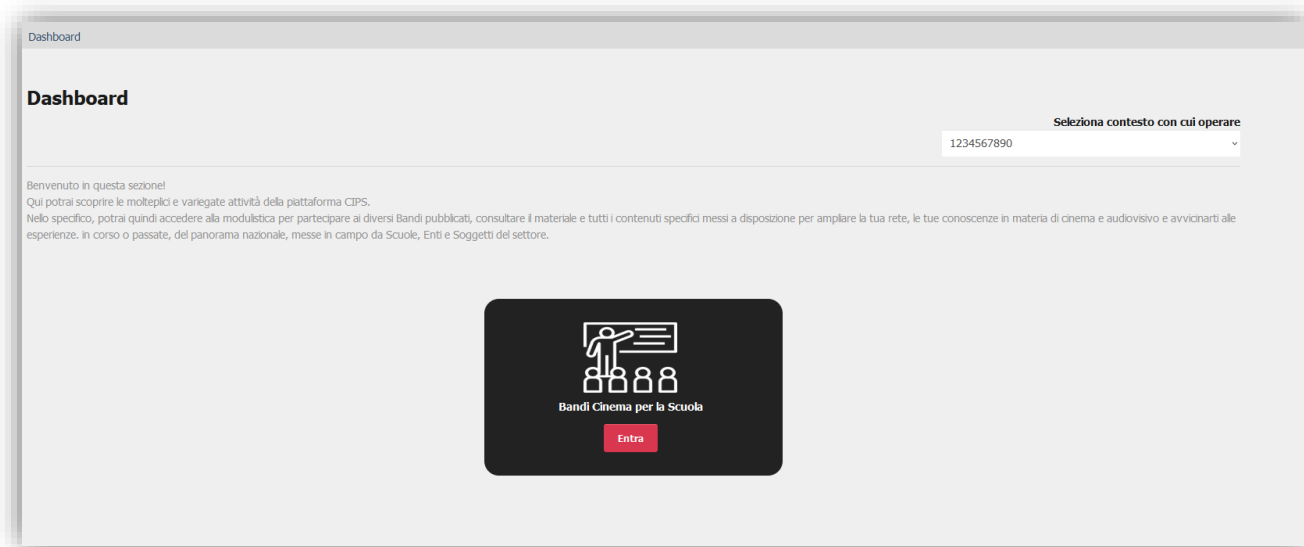 Dashboard
Dashboard
Seleziona contesto con cui operare
1234567890
Benvenuto in questa sezione!
Qui potrai scoprire le molteplici e variegate attività della piattaforma CIPS.
Nello specifico, potrai quindi accedere alla modulistica per partecipare ai diversi Bandi pubblicati, consultare il materiale e tutti i contenuti specifici messi a disposizione per ampliare la tua rete, le tue conoscenze in materia di cinema e audiovisivo e avvicinarti alle
esperienze. in corso o passate, del panorama nazionale, messe in campo da Scuole, Enti e Soggetti del settore.
Bandi Cinema per la Scuola
Entra